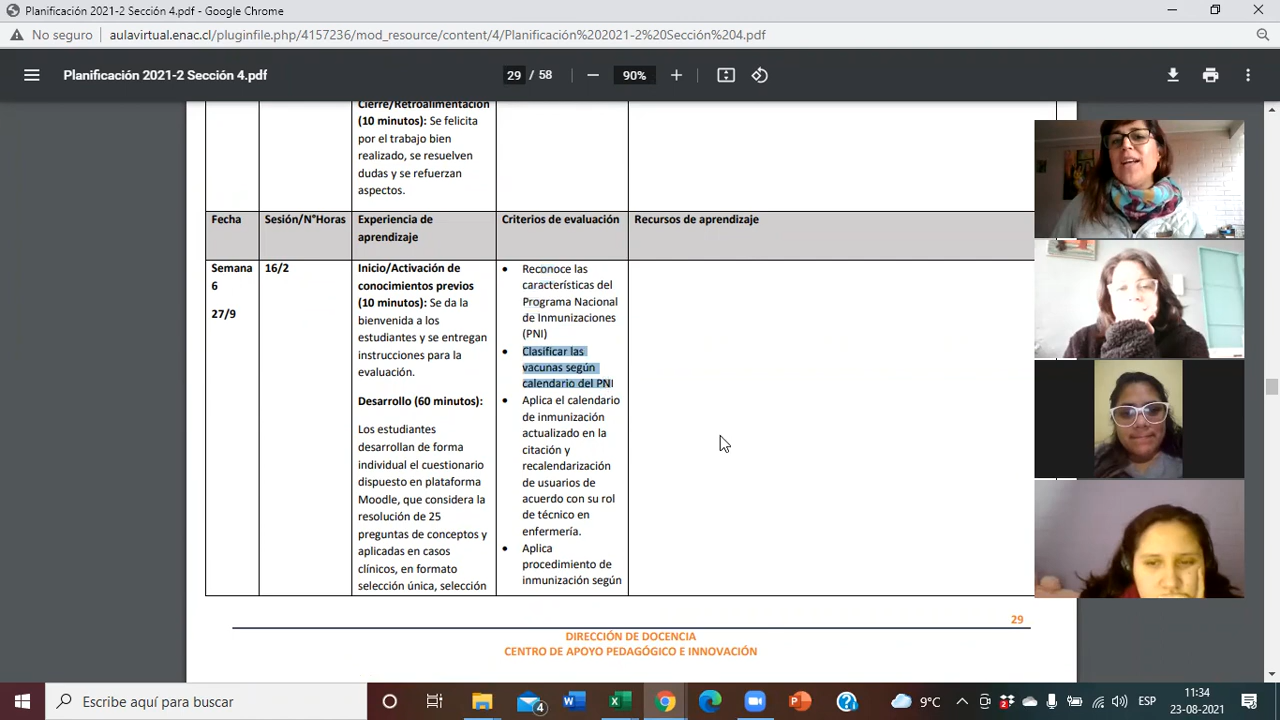 Planificación 2021-2 Sección 4.pdf - Google Chrome
No seguro aulavirtual.enac.cl/pluginfile.php/4157236/mod_resource/content/4/Planificación%202021-2%20Sección%204.pdf
Planificación 2021-2 Sección 4.pdf
29 / 58
90%
Cierre/Retroalimentación
(10 minutos): Se felicita
por el trabajo bien
realizado, se resuelven
dudas y se refuerzan
aspectos.
Fecha
Sesión/N°Horas
Experiencia de
aprendizaje
Criterios de evaluación
Recursos de aprendizaje
Semana
6
27/9
16/2
Inicio/Activación de
conocimientos previos
(10 minutos): Se da la
bienvenida a los
estudiantes y se entregan
instrucciones para la
evaluación.
Desarrollo (60 minutos):
Los estudiantes
desarrollan de forma
individual el cuestionario
dispuesto en plataforma
Moodle, que considera la
resolución de 25
preguntas de conceptos y
aplicadas en casos
clínicos, en formato
selección única, selección
• Reconoce las
características del
Programa Nacional
de Inmunizaciones
(PNI)
• Clasificar las
vacunas según
calendario del PNI
• Aplica el calendario
de inmunización
actualizado en la
citación y
recalendarización
de usuarios de
acuerdo con su rol
de técnico en
enfermería.
• Aplica
procedimiento de
inmunización según
29
DIRECCIÓN DE DOCENCIA
CENTRO DE APOYO PEDAGÓGICO E INNOVACIÓN
Escribe aquí para buscar
4
9°C
ESP
11:34
23-08-2021